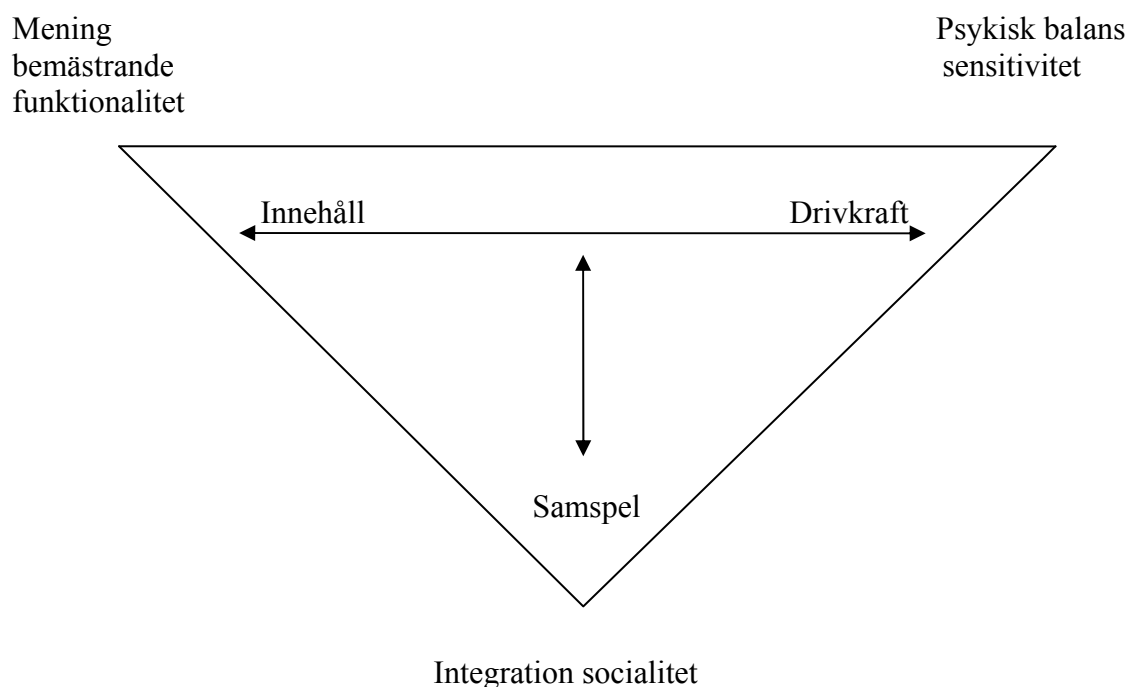 Mening
bemästrande
funktionalitet
Psykisk balans
sensitivitet
Innehåll
Drivkraft
Samspel
Integration socialitet